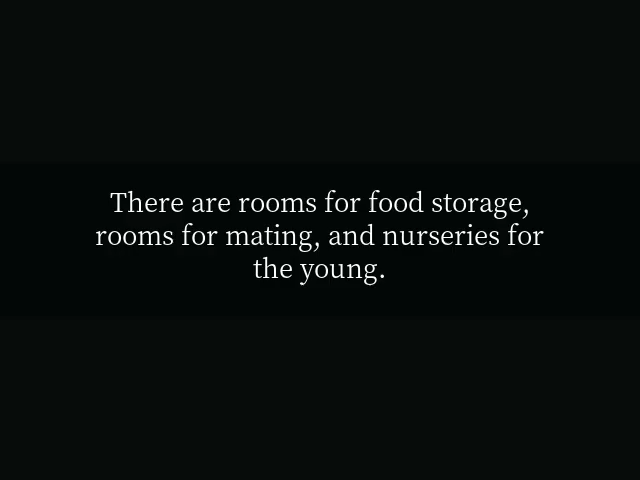 There are rooms for food storage,
rooms for mating, and nurseries for
the young.